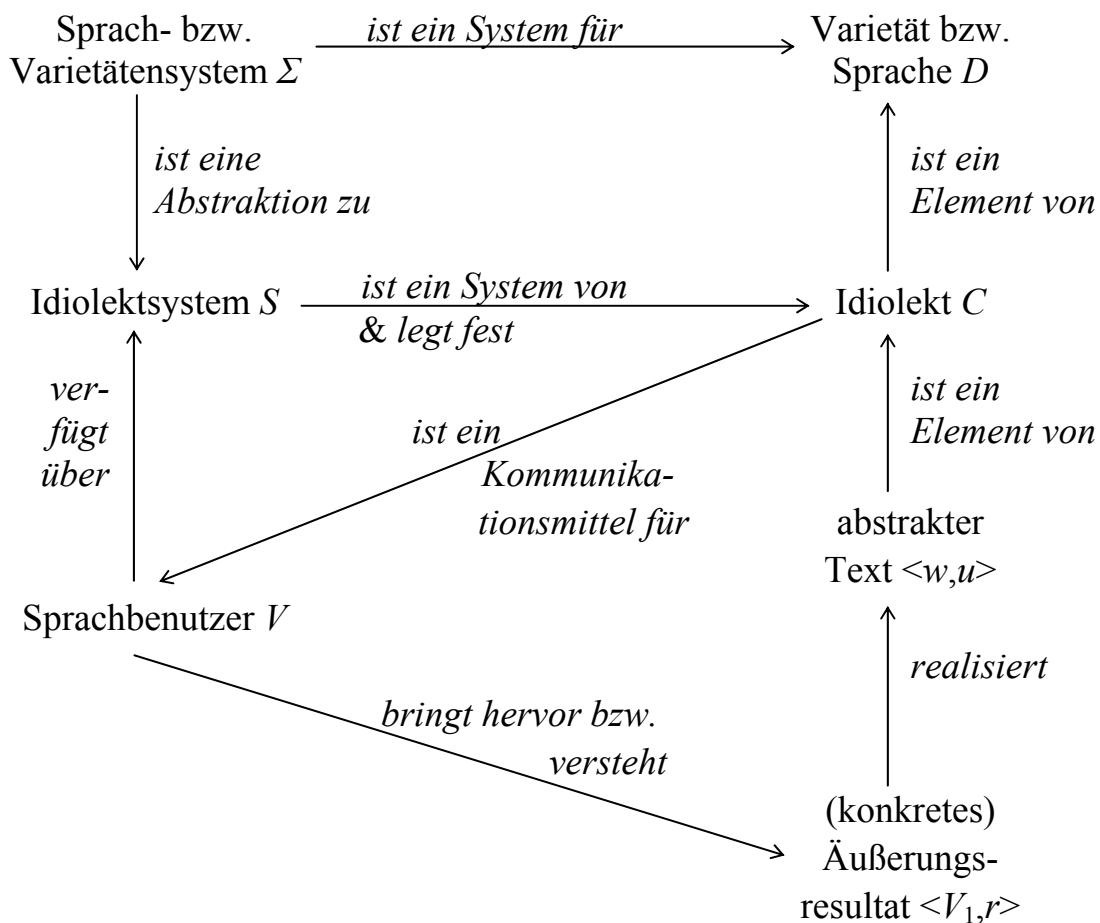 Sprach- bzw.
Varietätensystem Σ
ist ein System für
Varietät bzw.
Sprache D
ist eine
Abstraktion zu
ist ein
Element von
Idiolektsystem S
ist ein System von
& legt fest
Idiolekt C
ver-
fügt
über
ist ein
Kommunika-
tionsmittel für
ist ein
Element von
abstrakter
Text <w,u>
Sprachbenutzer V
realisiert
bringt hervor bzw.
versteht
(konkretes)
Äußerungs-
resultat <V₁,r>